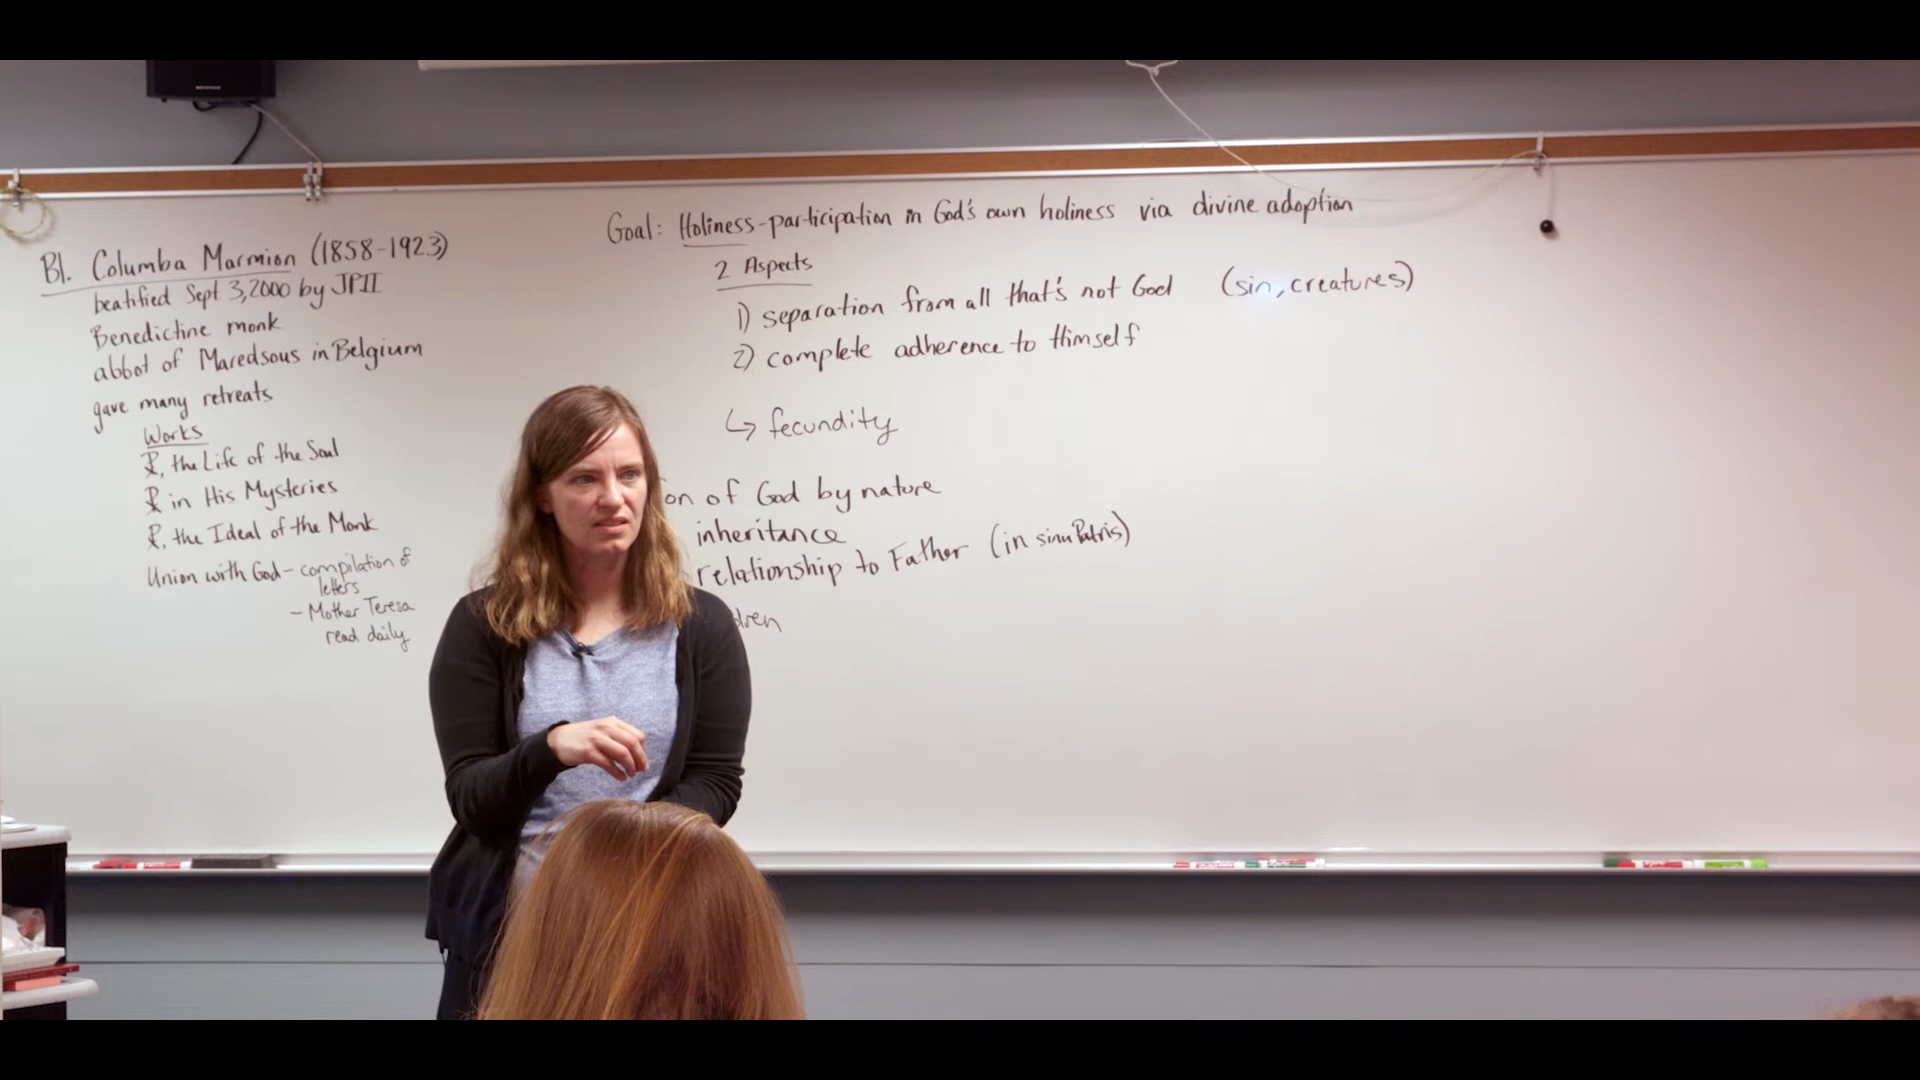 Bl. Columba Marmion (1858-1923)
beatified Sept. 3, 2000 by JPII
Benedictine monk
abbot of Maredsous in Belgium
gave many retreats
Works
☧, the Life of the Soul
☧ in His Mysteries
☧, the Ideal of the Monk
Union with God - compilation of
letters
- Mother Teresa
read daily
Goal: Holiness - participation in God's own holiness via divine adoption
2 Aspects
1) separation from all that's not God (sin, creatures)
2) complete adherence to Himself
↳ fecundity
on of God by nature
inheritance
relationship to Father (in sinu Patris)
dren